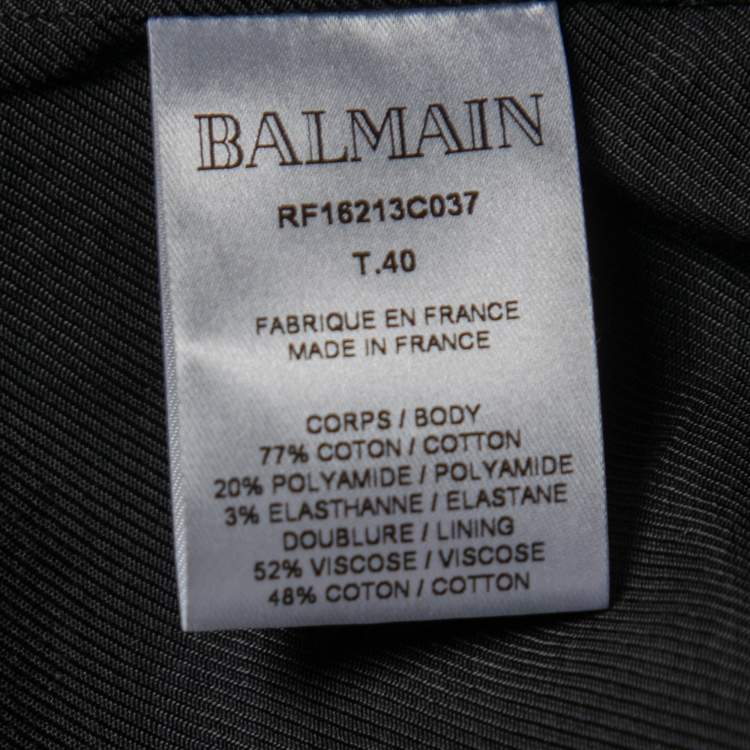 BALMAIN
RF16213C037
T.40
FABRIQUE EN FRANCE
MADE IN FRANCE
CORPS / BODY
77% COTON / COTTON
20% POLYAMIDE / POLYAMIDE
3% ELASTHANNE / ELASTANE
DOUBLURE / LINING
52% VISCOSE / VISCOSE
48% COTON / COTTON